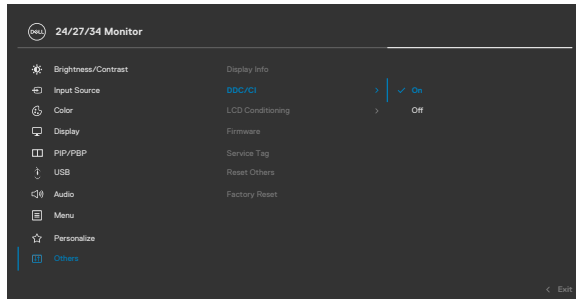 DELL
24/27/34 Monitor
Brightness/Contrast
Display Info
Input Source
DDC/CI
On
Color
LCD Conditioning
Off
Display
Firmware
PIP/PBP
Service Tag
USB
Reset Others
Audio
Factory Reset
Menu
Personalize
Others
Exit